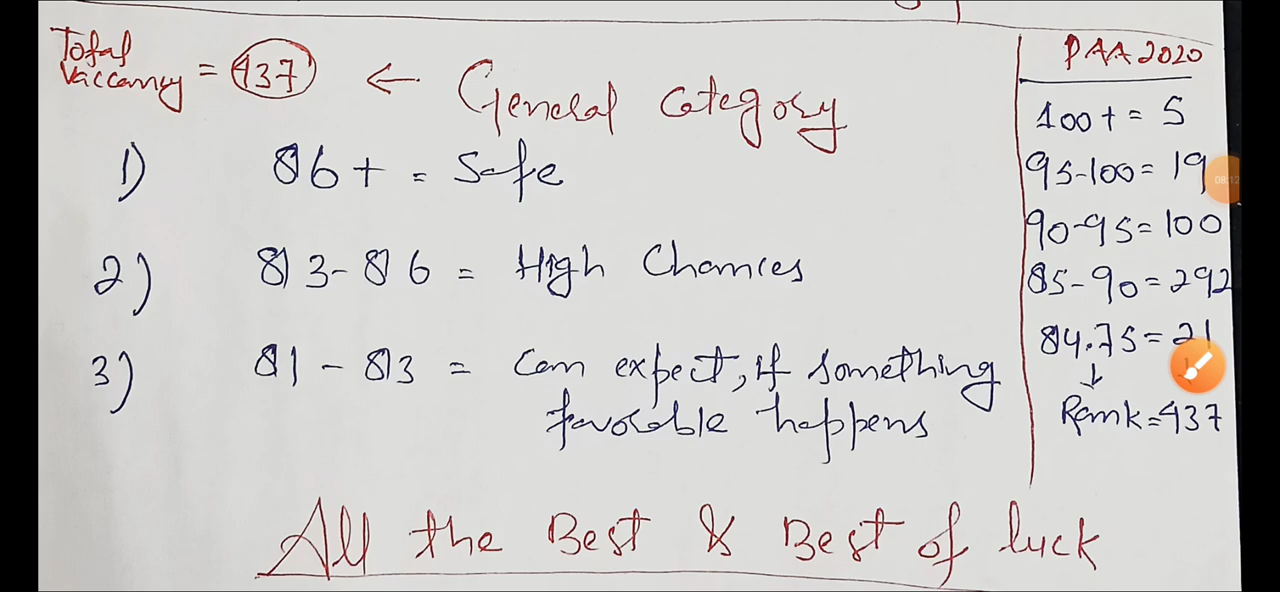 Total
Vaccancy = 437 ← General Category
1) 86+ = Safe
2) 83-86 = High Chances
3) 81-83 = Can expect, if something
favorable happens
All the Best & Best of luck
PAA 2020
100+ = 5
95-100 = 19
90-95 = 100
85-90 = 292
84.75 = 21
↓
Rank = 437
08:12